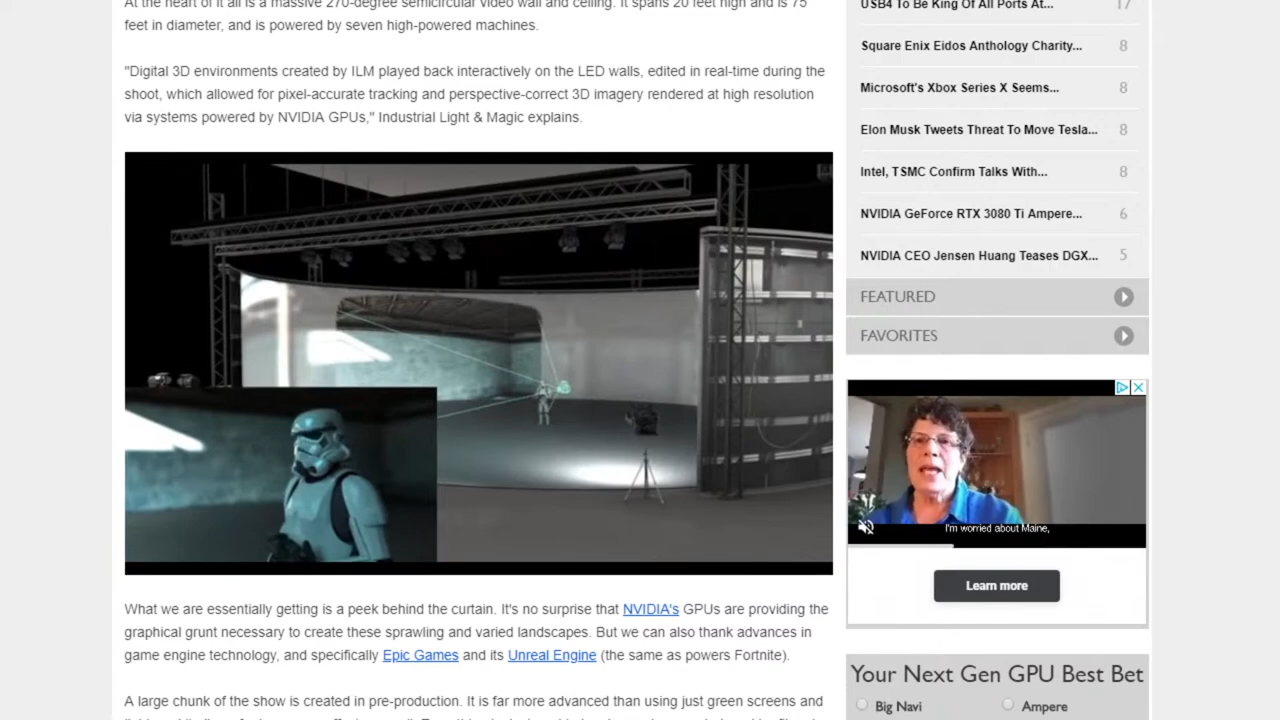 At the heart of it all is a massive 270-degree semicircular video wall and ceiling. It spans 20 feet high and is 75
feet in diameter, and is powered by seven high-powered machines.
"Digital 3D environments created by ILM played back interactively on the LED walls, edited in real-time during the
shoot, which allowed for pixel-accurate tracking and perspective-correct 3D imagery rendered at high resolution
via systems powered by NVIDIA GPUs," Industrial Light & Magic explains.
What we are essentially getting is a peek behind the curtain. It's no surprise that NVIDIA's GPUs are providing the
graphical grunt necessary to create these sprawling and varied landscapes. But we can also thank advances in
game engine technology, and specifically Epic Games and its Unreal Engine (the same as powers Fortnite).
A large chunk of the show is created in pre-production. It is far more advanced than using just green screens and
USB4 To Be King Of All Ports At... 17
Square Enix Eidos Anthology Charity... 8
Microsoft's Xbox Series X Seems... 8
Elon Musk Tweets Threat To Move Tesla... 8
Intel, TSMC Confirm Talks With... 8
NVIDIA GeForce RTX 3080 Ti Ampere... 6
NVIDIA CEO Jensen Huang Teases DGX... 5
FEATURED
FAVORITES
I'm worried about Maine,
Learn more
Your Next Gen GPU Best Bet
Big Navi
Ampere